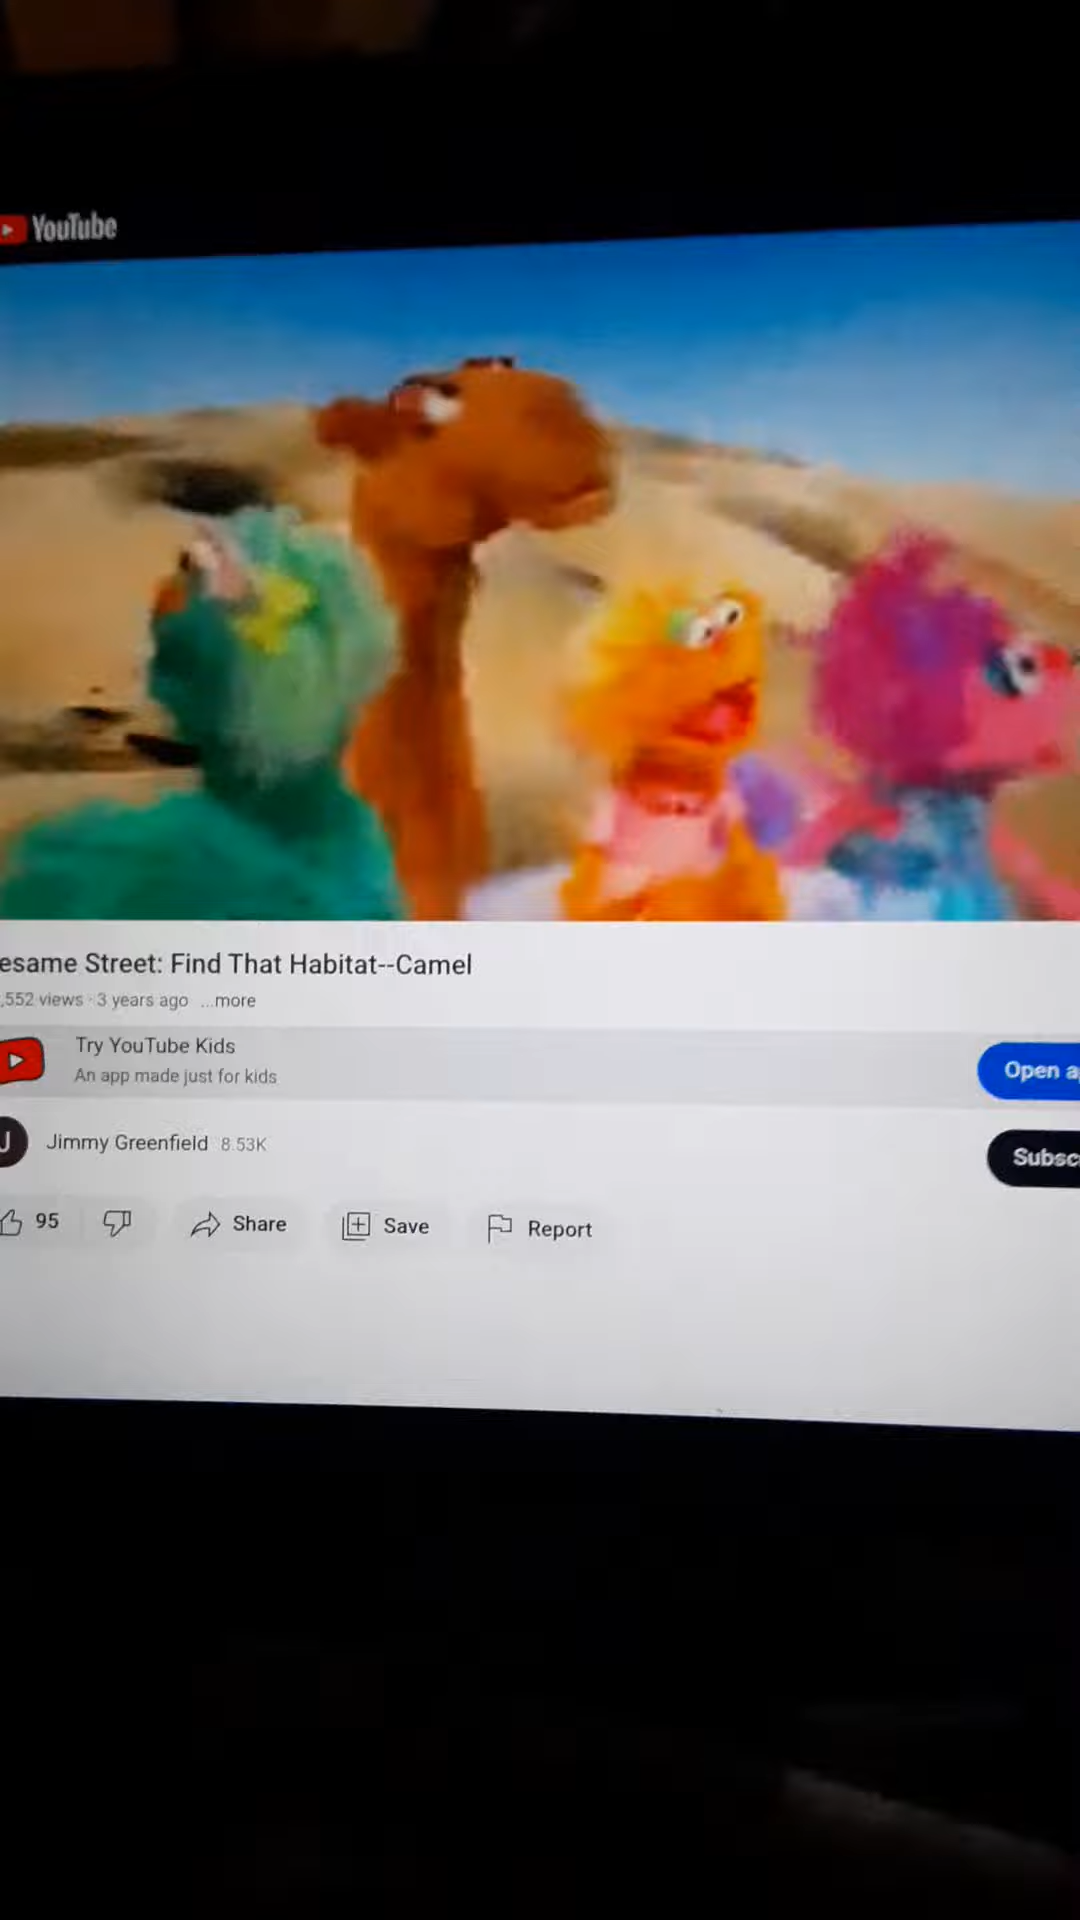 YouTube
esame Street: Find That Habitat--Camel
,552 views · 3 years ago ...more
Try YouTube Kids
An app made just for kids
Open a
J
Jimmy Greenfield 8.53K
Subsc
95
Share
Save
Report